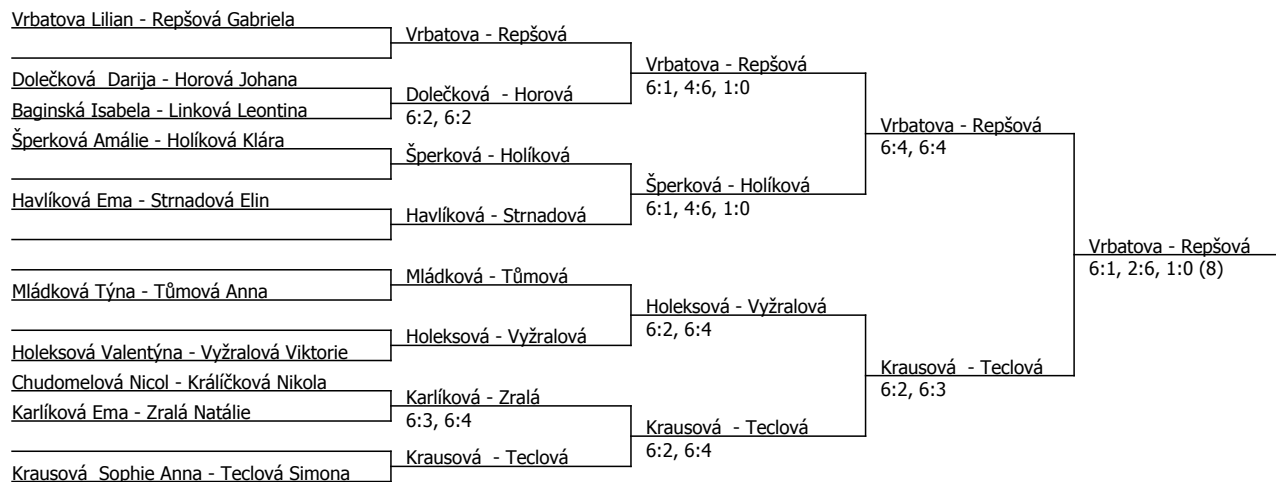 Vrbatova Lilian - Repšová Gabriela
Dolečková  Darija - Horová Johana
Baginská Isabela - Linková Leontina
Šperková Amálie - Holíková Klára
Havlíková Ema - Strnadová Elin
Mládková Týna - Tůmová Anna
Holeksová Valentýna - Vyžralová Viktorie
Chudomelová Nicol - Králíčková Nikola
Karlíková Ema - Zralá Natálie
Krausová  Sophie Anna - Teclová Simona
Vrbatova - Repšová
Dolečková  - Horová
6:2, 6:2
Šperková - Holíková
Havlíková - Strnadová
Mládková - Tůmová
Holeksová - Vyžralová
Karlíková - Zralá
6:3, 6:4
Krausová  - Teclová
Vrbatova - Repšová
6:1, 4:6, 1:0
Šperková - Holíková
6:1, 4:6, 1:0
Holeksová - Vyžralová
6:2, 6:4
Krausová  - Teclová
6:2, 6:4
Vrbatova - Repšová
6:4, 6:4
Krausová  - Teclová
6:2, 6:3
Vrbatova - Repšová
6:1, 2:6, 1:0 (8)